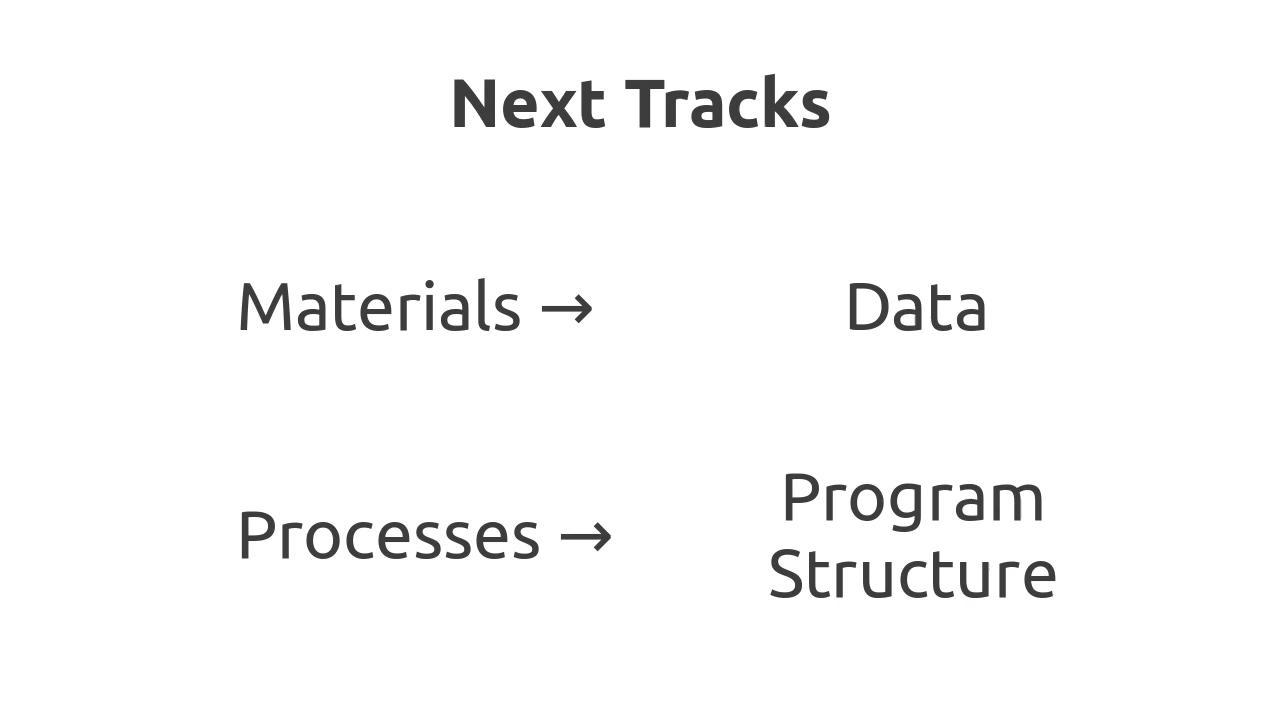 Next Tracks
Materials → Data
Processes → Program
Structure